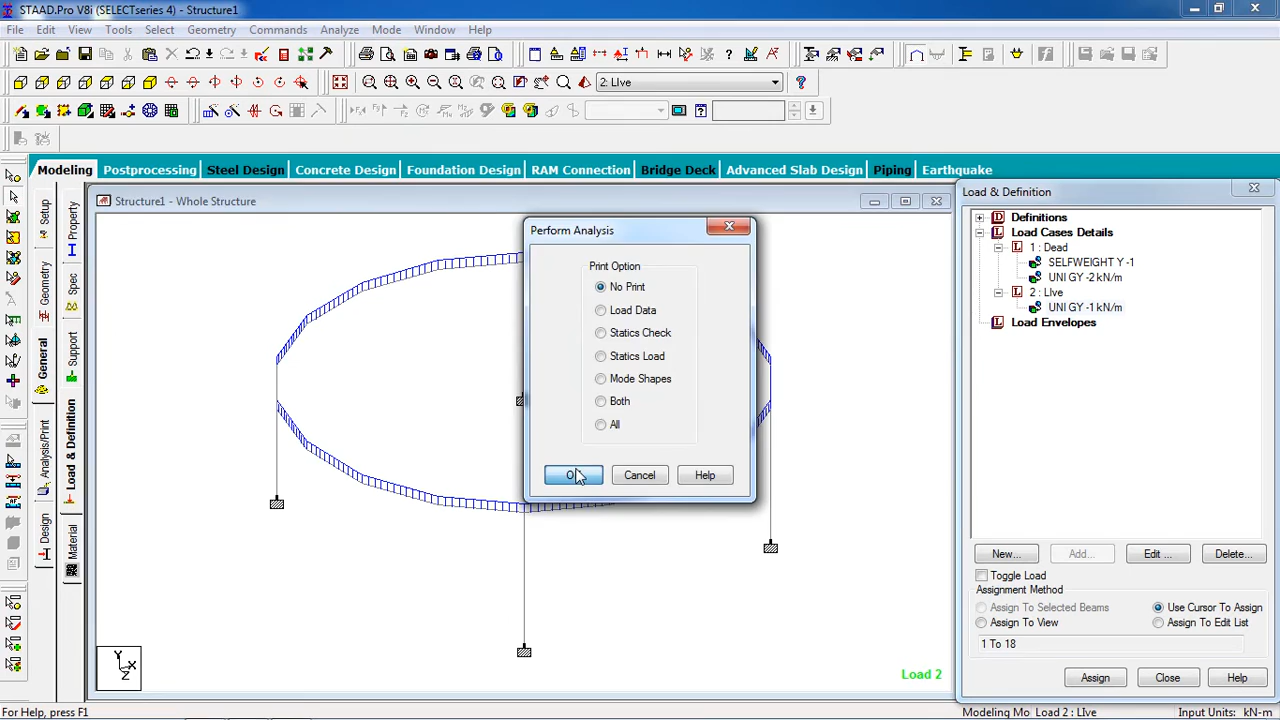 STAAD.Pro V8i (SELECTseries 4) - Structure1
File Edit View Tools Select Geometry Commands Analyze Mode Window Help
2: LIve
Modeling Postprocessing Steel Design Concrete Design Foundation Design RAM Connection Bridge Deck Advanced Slab Design Piping Earthquake
Structure1 - Whole Structure
Load & Definition
Setup
Geometry
General
Analysis/Print
Design
Property
Spec
Support
Load & Definition
Material
Perform Analysis
Print Option
No Print
Load Data
Statics Check
Statics Load
Mode Shapes
Both
All
Cancel
Help
Definitions
Load Cases Details
1 : Dead
SELFWEIGHT Y -1
UNI GY -2 kN/m
2 : LIve
UNI GY -1 kN/m
Load Envelopes
New... Add... Edit ... Delete...
Toggle Load
Assignment Method
Assign To Selected Beams
Use Cursor To Assign
Assign To View
Assign To Edit List
1 To 18
Assign Close Help
Y
X
Z
Load 2
For Help, press F1
Modeling Mo Load 2 : LIve Input Units: kN-m